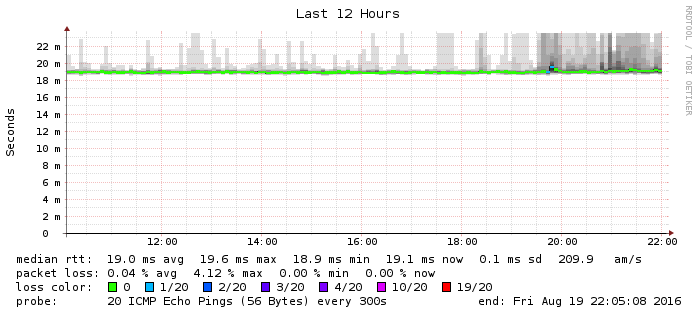 Last 12 Hours
RRDTOOL / TOBI OETIKER
Seconds
22 m
20 m
18 m
16 m
14 m
12 m
10 m
8 m
6 m
4 m
2 m
0
12:00 14:00 16:00 18:00 20:00 22:00
median rtt: 19.0 ms avg 19.6 ms max 18.9 ms min 19.1 ms now 0.1 ms sd 209.9 am/s
packet loss: 0.04 % avg 4.12 % max 0.00 % min 0.00 % now
loss color: 0 1/20 2/20 3/20 4/20 10/20 19/20
probe: 20 ICMP Echo Pings (56 Bytes) every 300s end: Fri Aug 19 22:05:08 2016